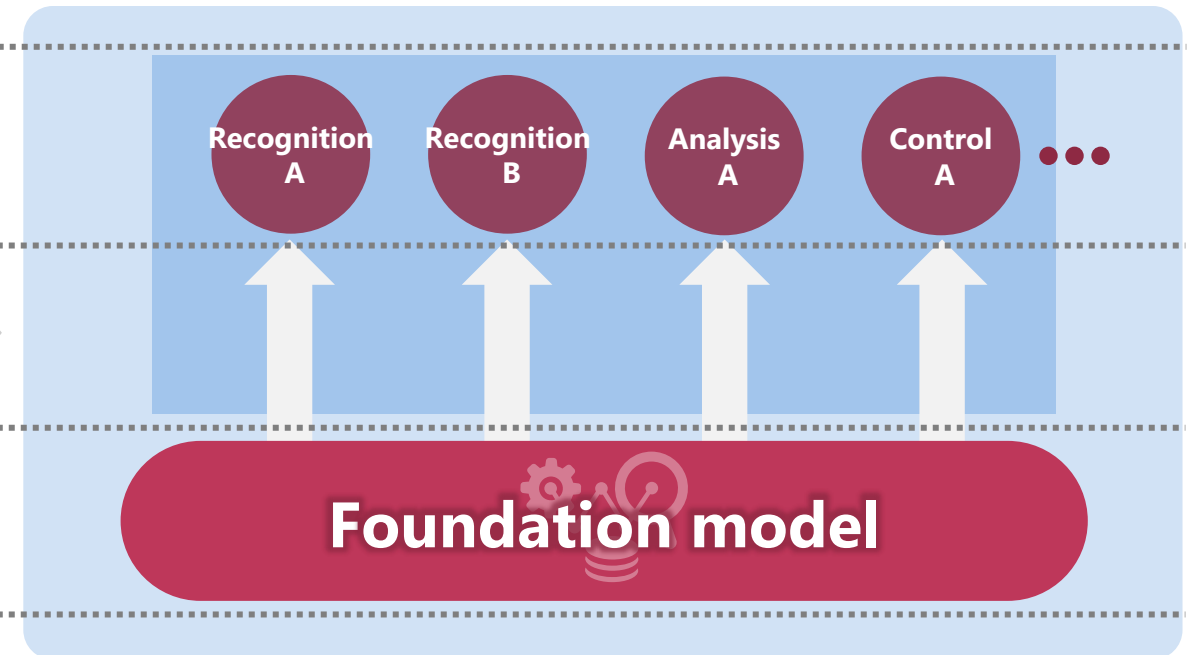 Recognition
A
Recognition
B
Analysis
A
Control
A
Foundation model